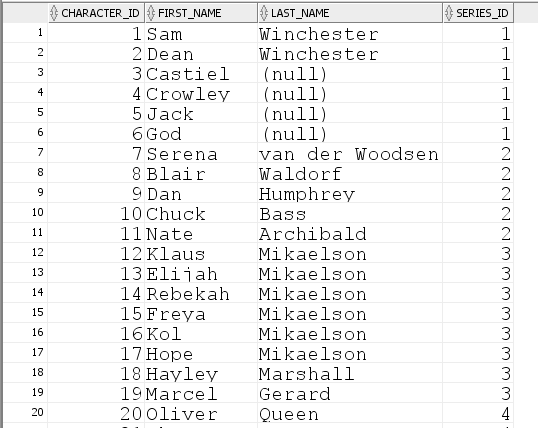 CHARACTER_ID FIRST_NAME LAST_NAME SERIES_ID
1 1 Sam Winchester 1
2 2 Dean Winchester 1
3 3 Castiel (null) 1
4 4 Crowley (null) 1
5 5 Jack (null) 1
6 6 God (null) 1
7 7 Serena van der Woodsen 2
8 8 Blair Waldorf 2
9 9 Dan Humphrey 2
10 10 Chuck Bass 2
11 11 Nate Archibald 2
12 12 Klaus Mikaelson 3
13 13 Elijah Mikaelson 3
14 14 Rebekah Mikaelson 3
15 15 Freya Mikaelson 3
16 16 Kol Mikaelson 3
17 17 Hope Mikaelson 3
18 18 Hayley Marshall 3
19 19 Marcel Gerard 3
20 20 Oliver Queen 4